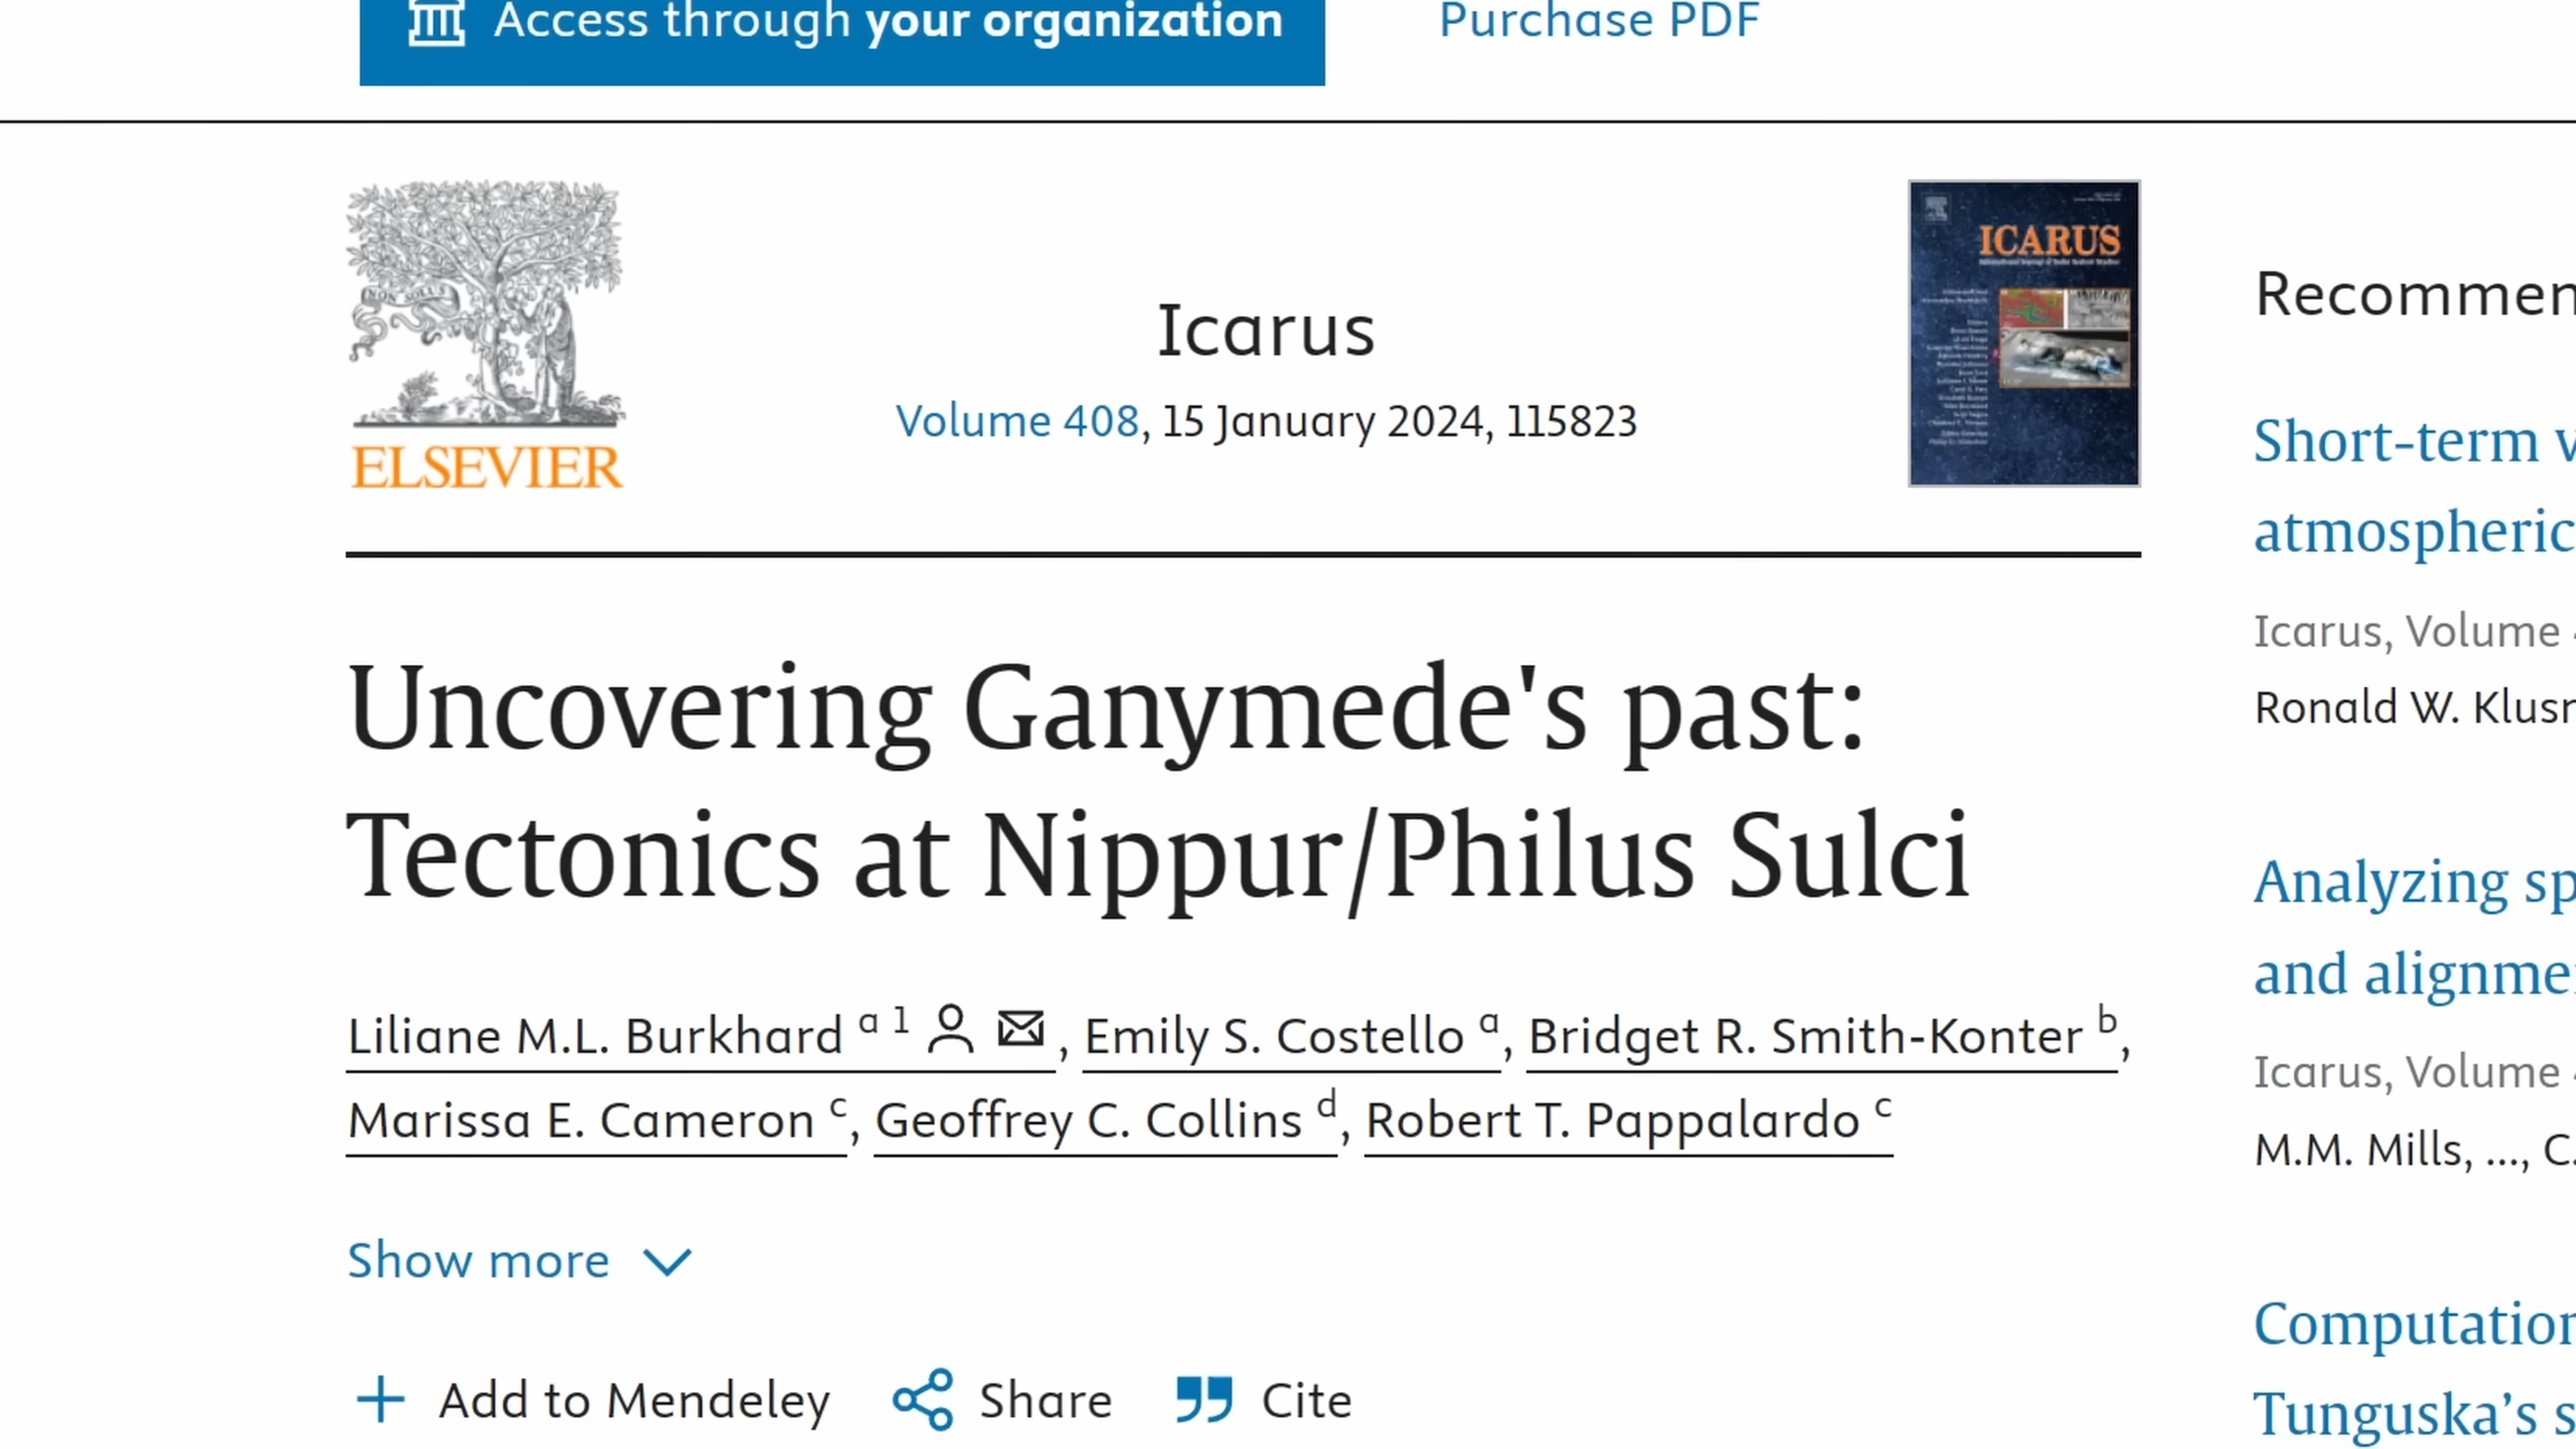 Access through your organization
Purchase PDF
NON SOLUS
ELSEVIER
Icarus
Volume 408, 15 January 2024, 115823
ICARUS
Uncovering Ganymede's past:
Tectonics at Nippur/Philus Sulci
Liliane M.L. Burkhard a 1, Emily S. Costello a, Bridget R. Smith-Konter b,
Marissa E. Cameron c, Geoffrey C. Collins d, Robert T. Pappalardo c
Show more
Add to Mendeley
Share
Cite
Recommen
Short-term v
atmospheric
Icarus, Volume
Ronald W. Klusr
Analyzing sp
and alignme
Icarus, Volume
M.M. Mills, ..., C.
Computation
Tunguska’s s